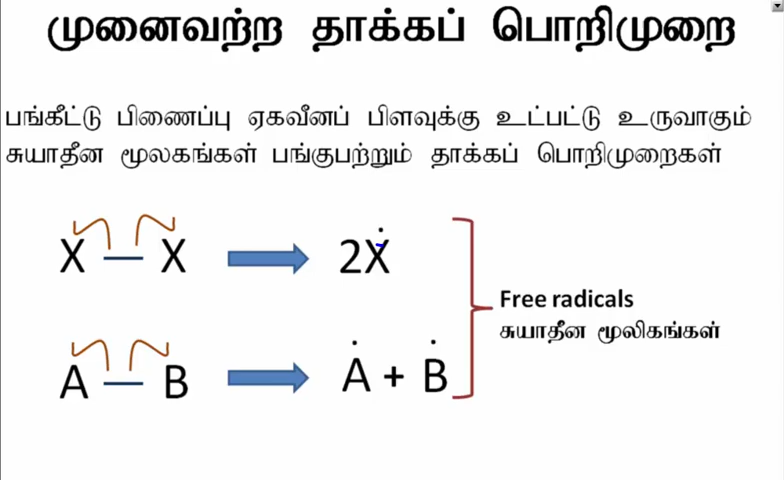 முனைவற்ற தாக்கப் பொறிமுறை
பங்கீட்டு பிணைப்பு ஏகவீனப் பிளவுக்கு உட்பட்டு உருவாகும்
சுயாதீன மூலகங்கள் பங்குபற்றும் தாக்கப் பொறிமுறைகள்
X — X 2Ẋ
Free radicals
சுயாதீன மூலிகங்கள்
A — B Ȧ + Ḃ